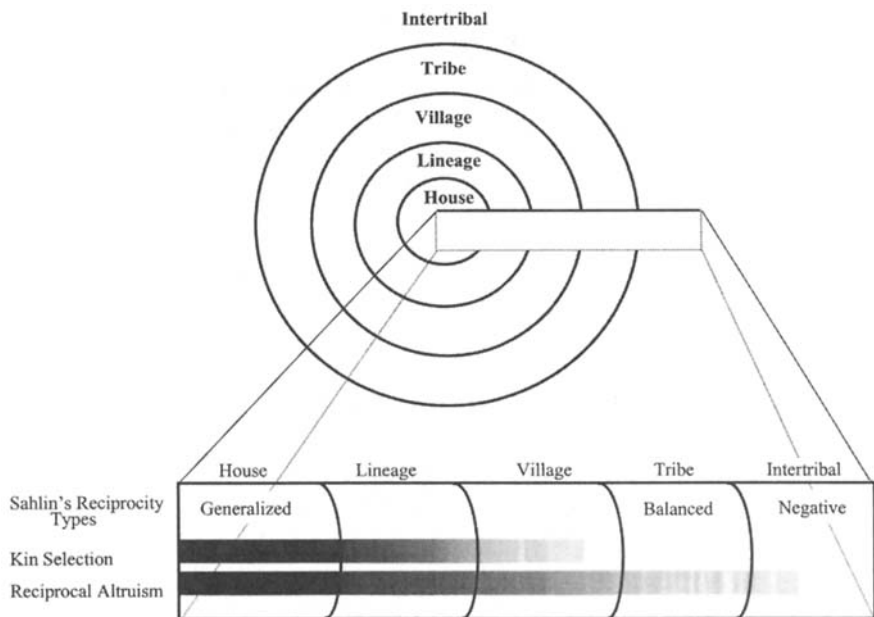 Intertribal
Tribe
Village
Lineage
House
House Lineage Village Tribe Intertribal
Sahlin's Reciprocity Generalized Balanced Negative
Types
Kin Selection
Reciprocal Altruism